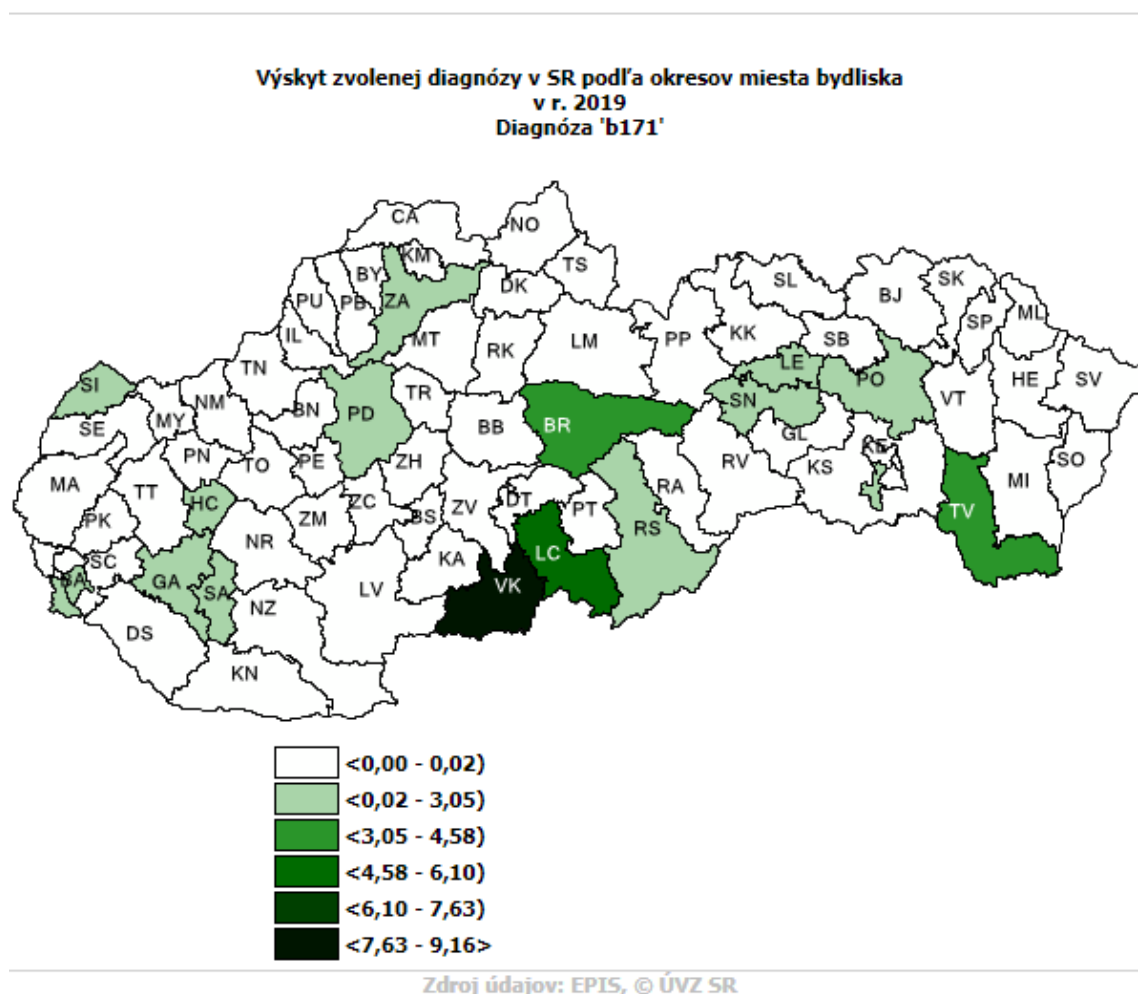 Výskyt zvolenej diagnózy v SR podľa okresov miesta bydliska
v r. 2019
Diagnóza 'b171'
CA
NO
KM
TS
BY
SL
SK
PU
PB
ZA
DK
BJ
SP
ML
IL
MT
RK
LM
PP
KK
SB
TN
LE
PO
HE
SV
SI
NM
BN
PD
TR
SN
VT
SE
MY
BB
BR
GL
KE
PN
TO
PE
ZH
RV
KS
SO
MA
TT
RA
MI
HC
ZC
DT
PK
ZM
BS
ZV
PT
RS
TV
NR
SC
KA
LC
BA
GA
SA
LV
VK
NZ
DS
KN
<0,00 - 0,02)
<0,02 - 3,05)
<3,05 - 4,58)
<4,58 - 6,10)
<6,10 - 7,63)
<7,63 - 9,16>
Zdroj údajov: EPIS, © ÚVZ SR